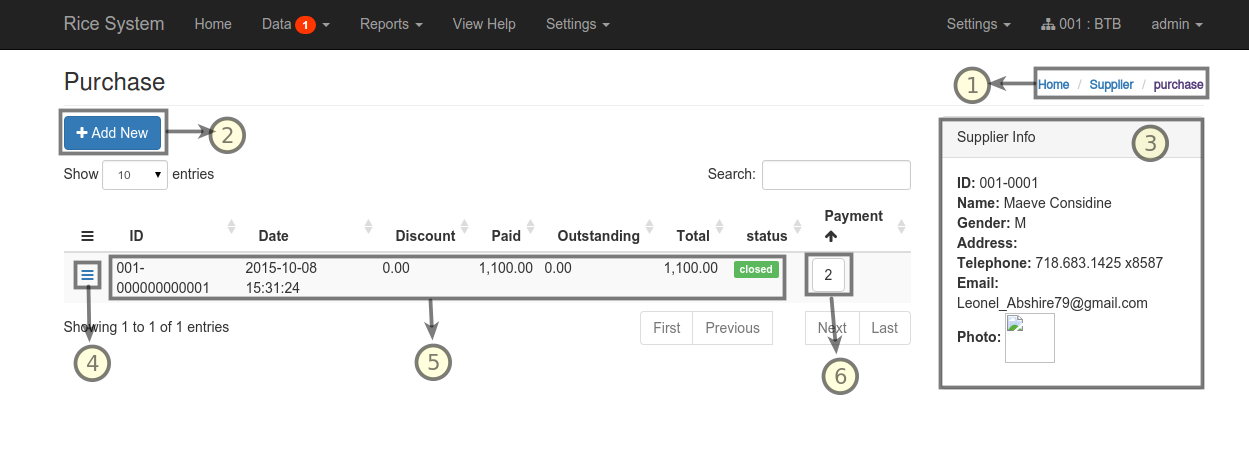 Rice System Home Data 1 Reports View Help Settings Settings 001 : BTB admin
Purchase
1 Home / Supplier / purchase
+ Add New 2
Supplier Info 3
Show 10 entries Search:
ID Date Discount Paid Outstanding Total status Payment
001-000000000001 2015-10-08 15:31:24 0.00 1,100.00 0.00 1,100.00 closed 2
Showing 1 to 1 of 1 entries First Previous Next Last
4 5 6
ID: 001-0001
Name: Maeve Considine
Gender: M
Address:
Telephone: 718.683.1425 x8587
Email:
Leonel_Abshire79@gmail.com
Photo: